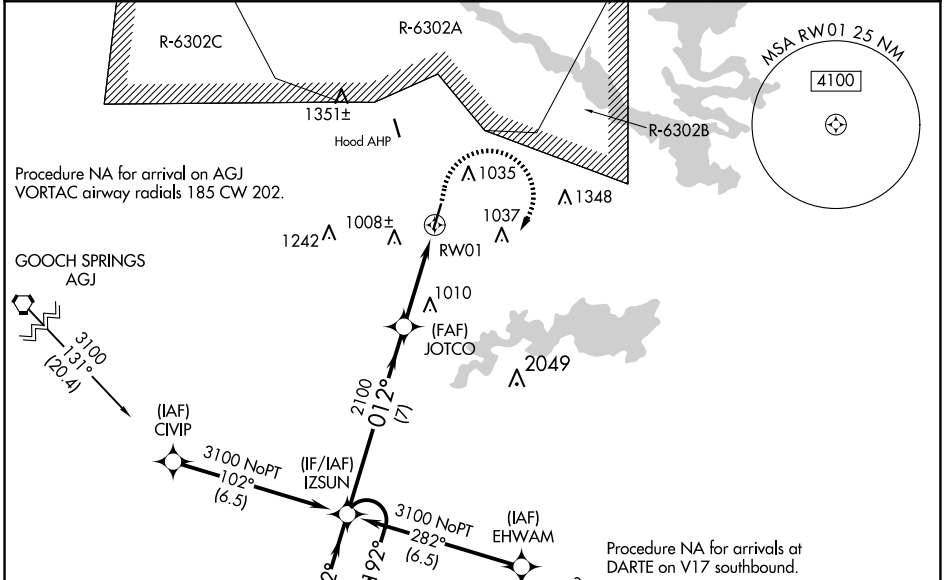 R-6302C
R-6302A
MSA RW01 25 NM
4100
1351±
R-6302B
Hood AHP
Procedure NA for arrival on AGJ
VORTAC airway radials 185 CW 202.
1035
1348
1008±
1037
1242
RW01
GOOCH SPRINGS
AGJ
1010
(FAF)
JOTCO
3100
131°
(20.4)
2049
2100
012°
(7)
(IAF)
CIVIP
3100 NoPT
102°
(6.5)
(IF/IAF)
IZSUN
3100 NoPT
282°
(6.5)
(IAF)
EHWAM
Procedure NA for arrivals at
DARTE on V17 southbound.